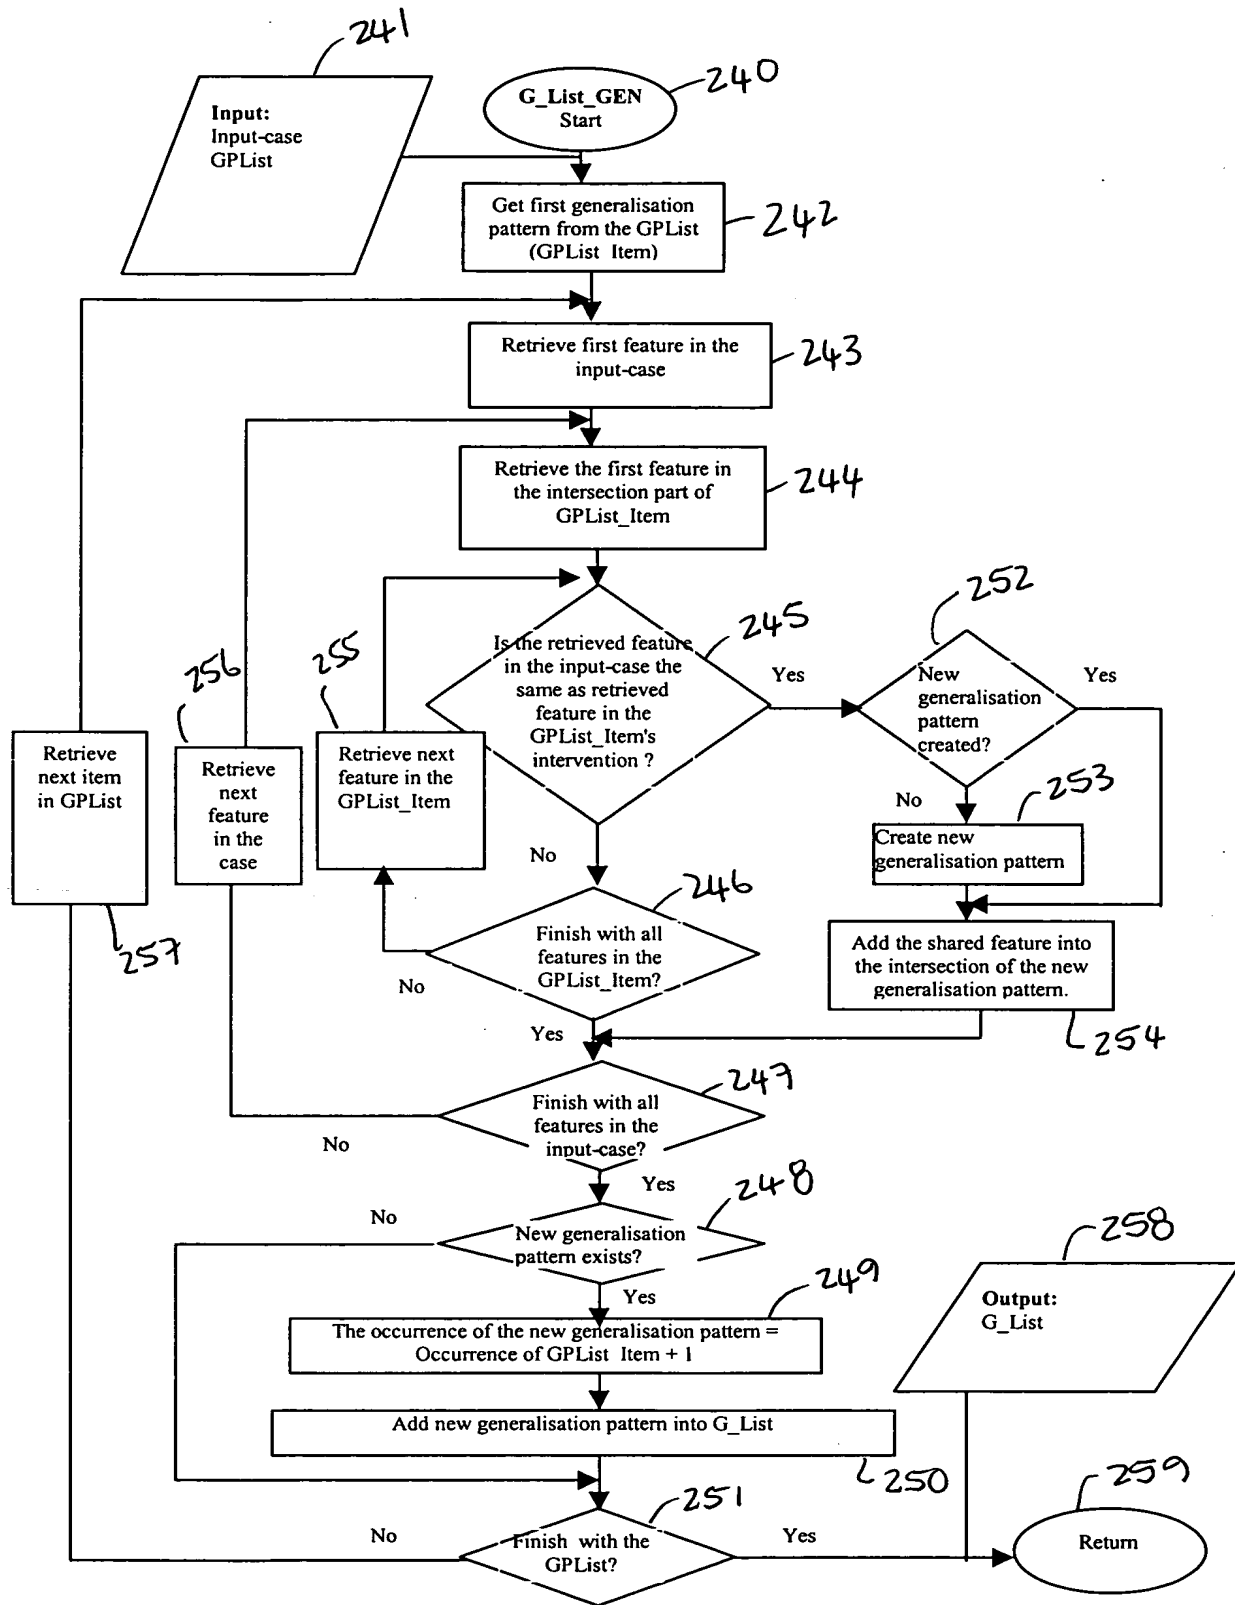 241
Input:
Input-case
GPList
240
G_List_GEN
Start
242
Get first generalisation
pattern from the GPList
(GPList_Item)
243
Retrieve first feature in the
input-case
244
Retrieve the first feature in
the intersection part of
GPList_Item
245
Is the retrieved feature
in the input-case the
same as retrieved
feature in the
GPList_Item's
intervention ?
Yes
252
New
generalisation
pattern
created?
Yes
No
253
Create new
generalisation pattern
Add the shared feature into
the intersection of the new
generalisation pattern.
254
255
Retrieve next
feature in the
GPList_Item
256
Retrieve
next
feature
in the
case
Retrieve
next item
in GPList
257
No
246
Finish with all
features in the
GPList_Item?
No
Yes
247
Finish with all
features in the
input-case?
No
Yes
248
New generalisation
pattern exists?
No
Yes
249
The occurrence of the new generalisation pattern =
Occurrence of GPList_Item + 1
Add new generalisation pattern into G_List
250
251
Finish with the
GPList?
No
Yes
258
Output:
G_List
259
Return